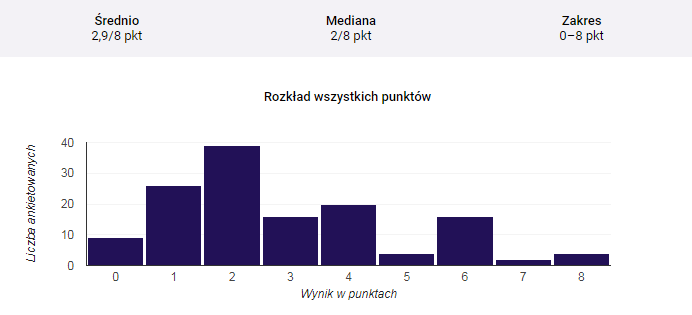 Średnio Mediana Zakres
2,9/8 pkt 2/8 pkt 0–8 pkt
Rozkład wszystkich punktów
Liczba ankietowanych
40
30
20
10
0
0 1 2 3 4 5 6 7 8
Wynik w punktach